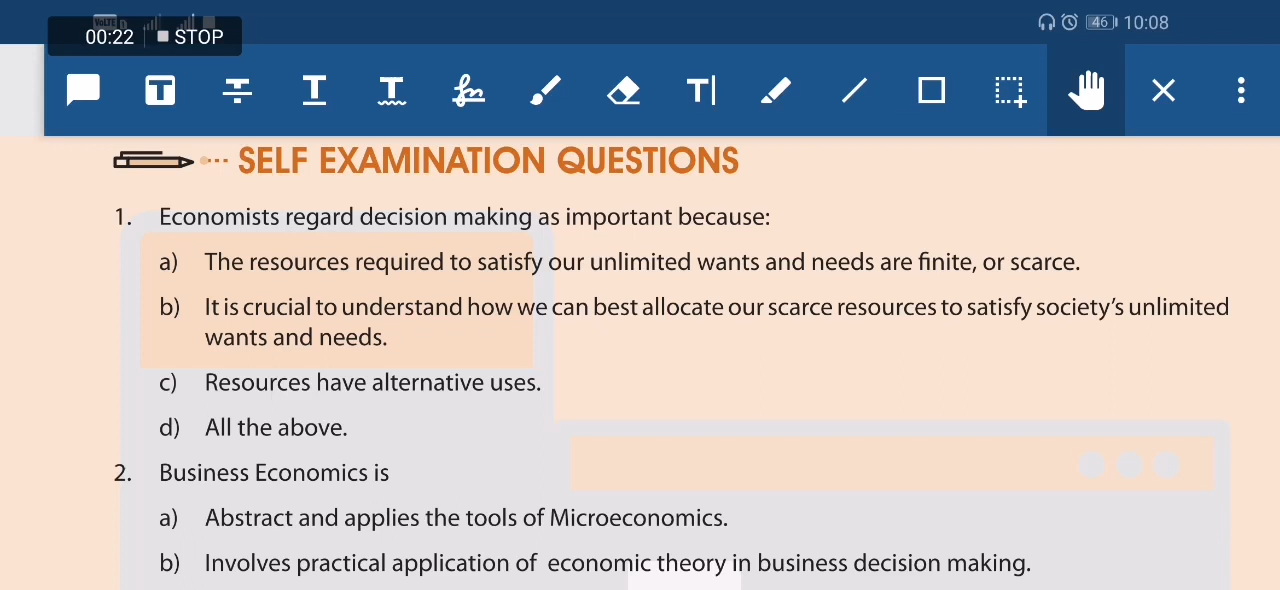 VoLTE
46 10:08
00:22 STOP
SELF EXAMINATION QUESTIONS
1. Economists regard decision making as important because:
a) The resources required to satisfy our unlimited wants and needs are finite, or scarce.
b) It is crucial to understand how we can best allocate our scarce resources to satisfy society's unlimited
wants and needs.
c) Resources have alternative uses.
d) All the above.
2. Business Economics is
a) Abstract and applies the tools of Microeconomics.
b) Involves practical application of economic theory in business decision making.